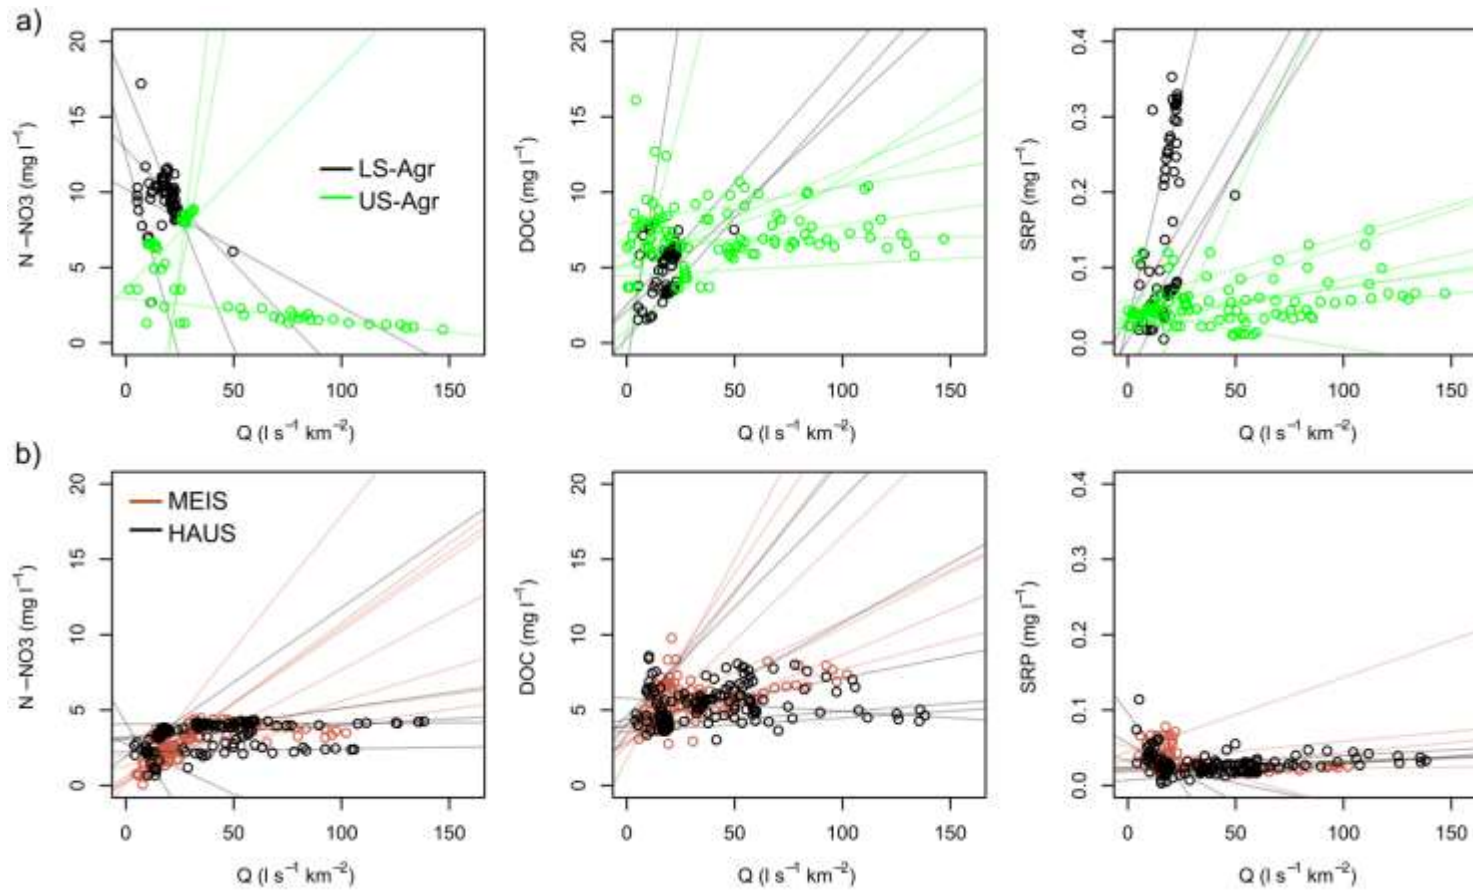 a)
N−NO3 (mg l⁻¹)
20
15
10
5
0
LS-Agr
US-Agr
0 50 100 150
Q (l s⁻¹ km⁻²)
DOC (mg l⁻¹)
20
15
10
5
0
0 50 100 150
Q (l s⁻¹ km⁻²)
SRP (mg l⁻¹)
0.4
0.3
0.2
0.1
0.0
0 50 100 150
Q (l s⁻¹ km⁻²)
b)
N−NO3 (mg l⁻¹)
20
15
10
5
0
MEIS
HAUS
0 50 100 150
Q (l s⁻¹ km⁻²)
DOC (mg l⁻¹)
20
15
10
5
0
0 50 100 150
Q (l s⁻¹ km⁻²)
SRP (mg l⁻¹)
0.4
0.3
0.2
0.1
0.0
0 50 100 150
Q (l s⁻¹ km⁻²)